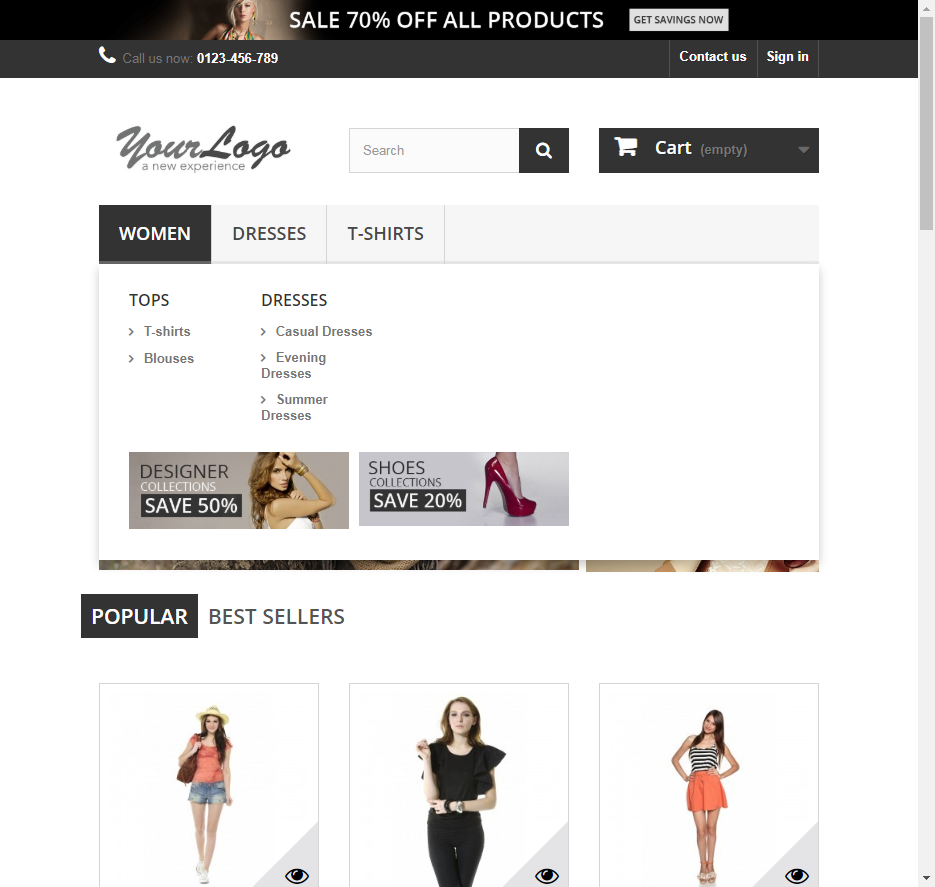 SALE 70% OFF ALL PRODUCTS GET SAVINGS NOW
Call us now: 0123-456-789 Contact us Sign in
YourLogo
a new experience
Search
Cart (empty)
WOMEN DRESSES T-SHIRTS
TOPS
T-shirts
Blouses
DRESSES
Casual Dresses
Evening
Dresses
Summer
Dresses
DESIGNER
COLLECTIONS
SAVE 50%
SHOES
COLLECTIONS
SAVE 20%
POPULAR BEST SELLERS